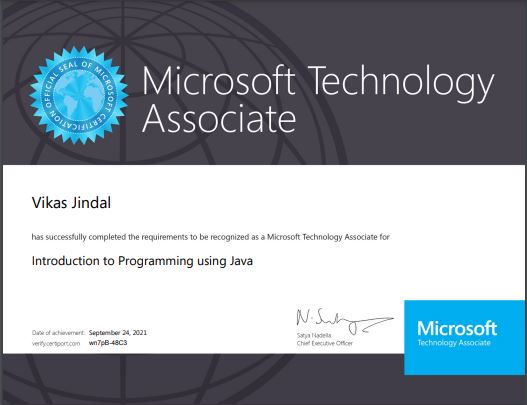 OFFICIAL SEAL OF MICROSOFT CERTIFICATION
Microsoft Technology
Associate
Vikas Jindal
has successfully completed the requirements to be recognized as a Microsoft Technology Associate for
Introduction to Programming using Java
Date of achievement: September 24, 2021
verify.certiport.com wn7pB-48C3
Satya Nadella
Chief Executive Officer
Microsoft
Technology Associate